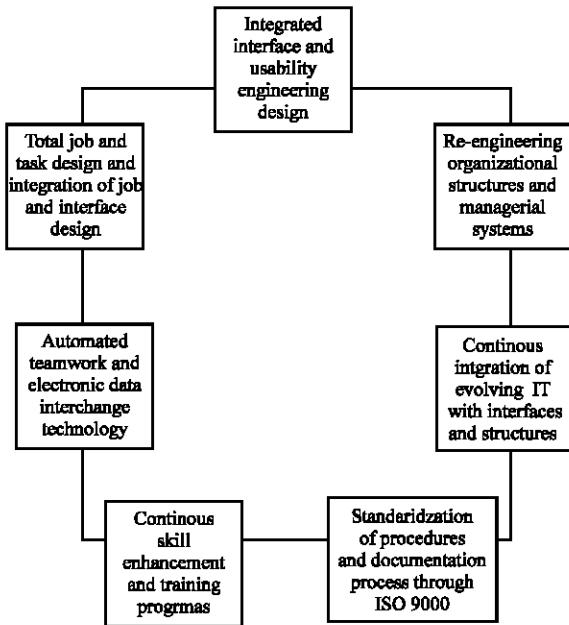 Integrated
interface and
usability
engineering
design
Total job and
task design and
integration of job
and interface
design
Re-engineering
organizational
structures and
managerial
systems
Automated
teamwork and
electronic data
interchange
technology
Continous
intgration of
evolving IT
with interfaces
and structures
Continous
skill
enhancement
and training
progrmas
Standaridzation
of procedures
and documentation
process through
ISO 9000